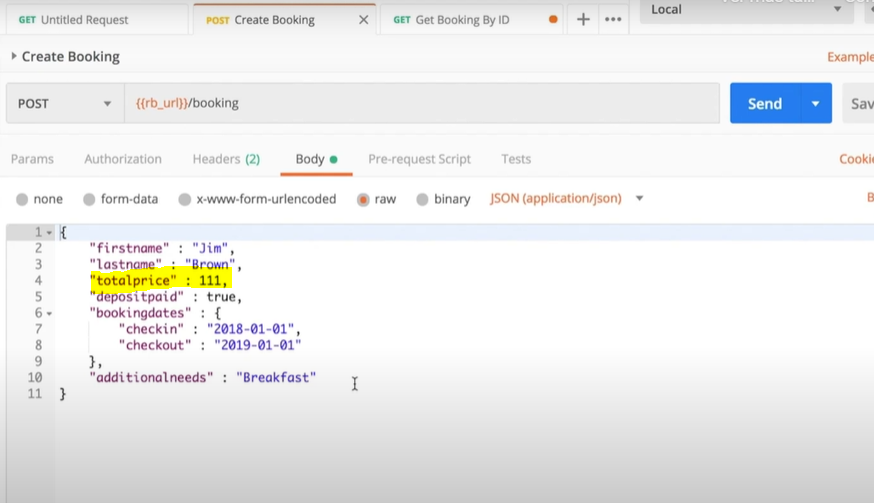 GET Untitled Request POST Create Booking GET Get Booking By ID Local
Create Booking Example
POST {{rb_url}}/booking Send Sav
Params Authorization Headers (2) Body Pre-request Script Tests Cookie
none form-data x-www-form-urlencoded raw binary JSON (application/json) B
1 {
2 "firstname" : "Jim",
3 "lastname" : "Brown",
4 "totalprice" : 111,
5 "depositpaid" : true,
6 "bookingdates" : {
7 "checkin" : "2018-01-01",
8 "checkout" : "2019-01-01"
9 },
10 "additionalneeds" : "Breakfast"
11 }